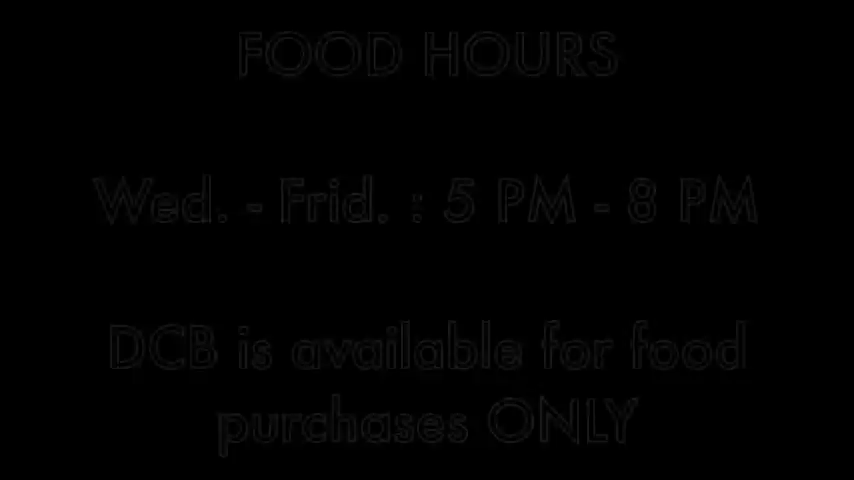 FOOD HOURS
Wed. - Frid. : 5 PM - 8 PM
DCB is available for food
purchases ONLY